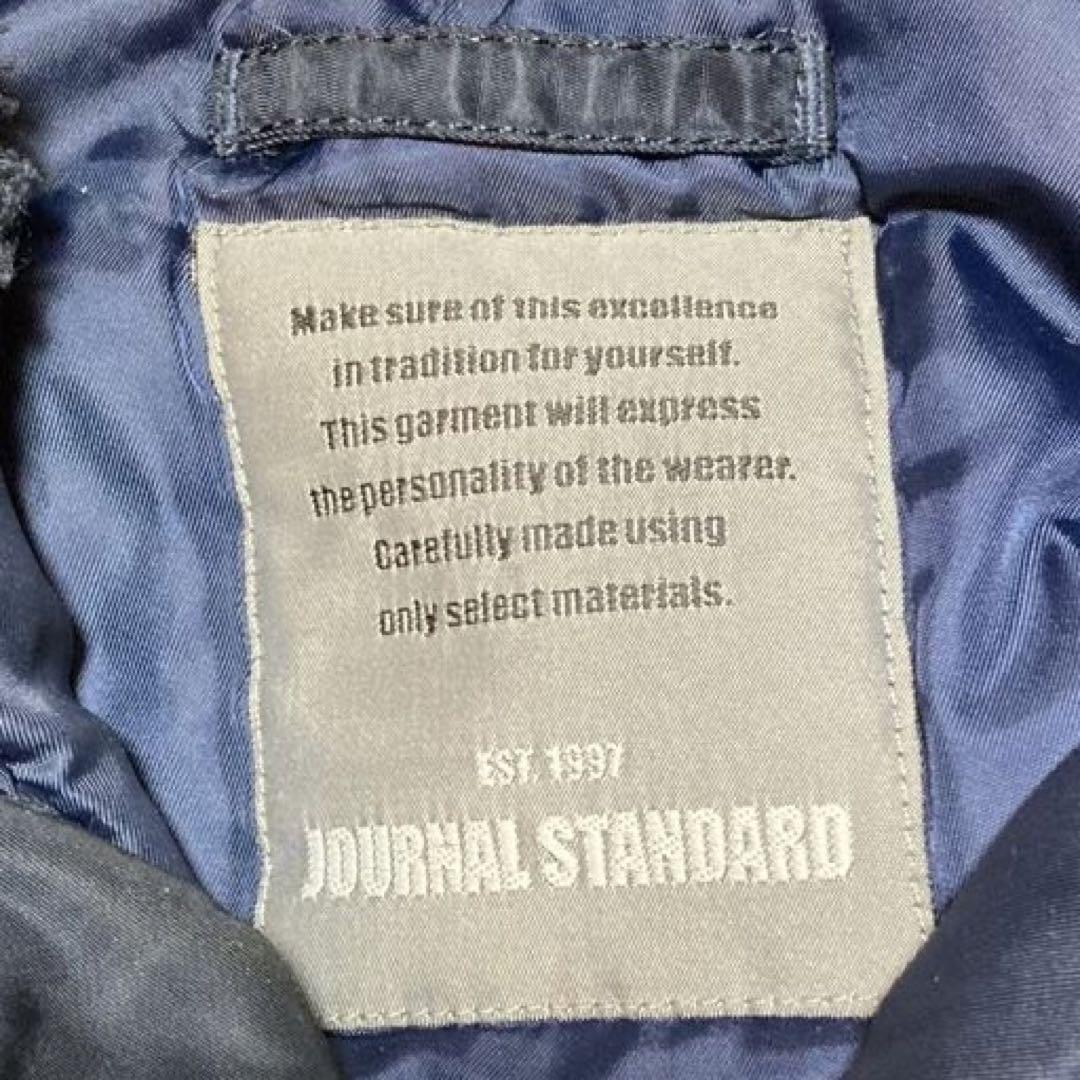 Make sure of this excellence
in tradition for yourself.
This garment will express
the personality of the wearer.
Carefully made using
only select materials.
EST. 1997
JOURNAL STANDARD